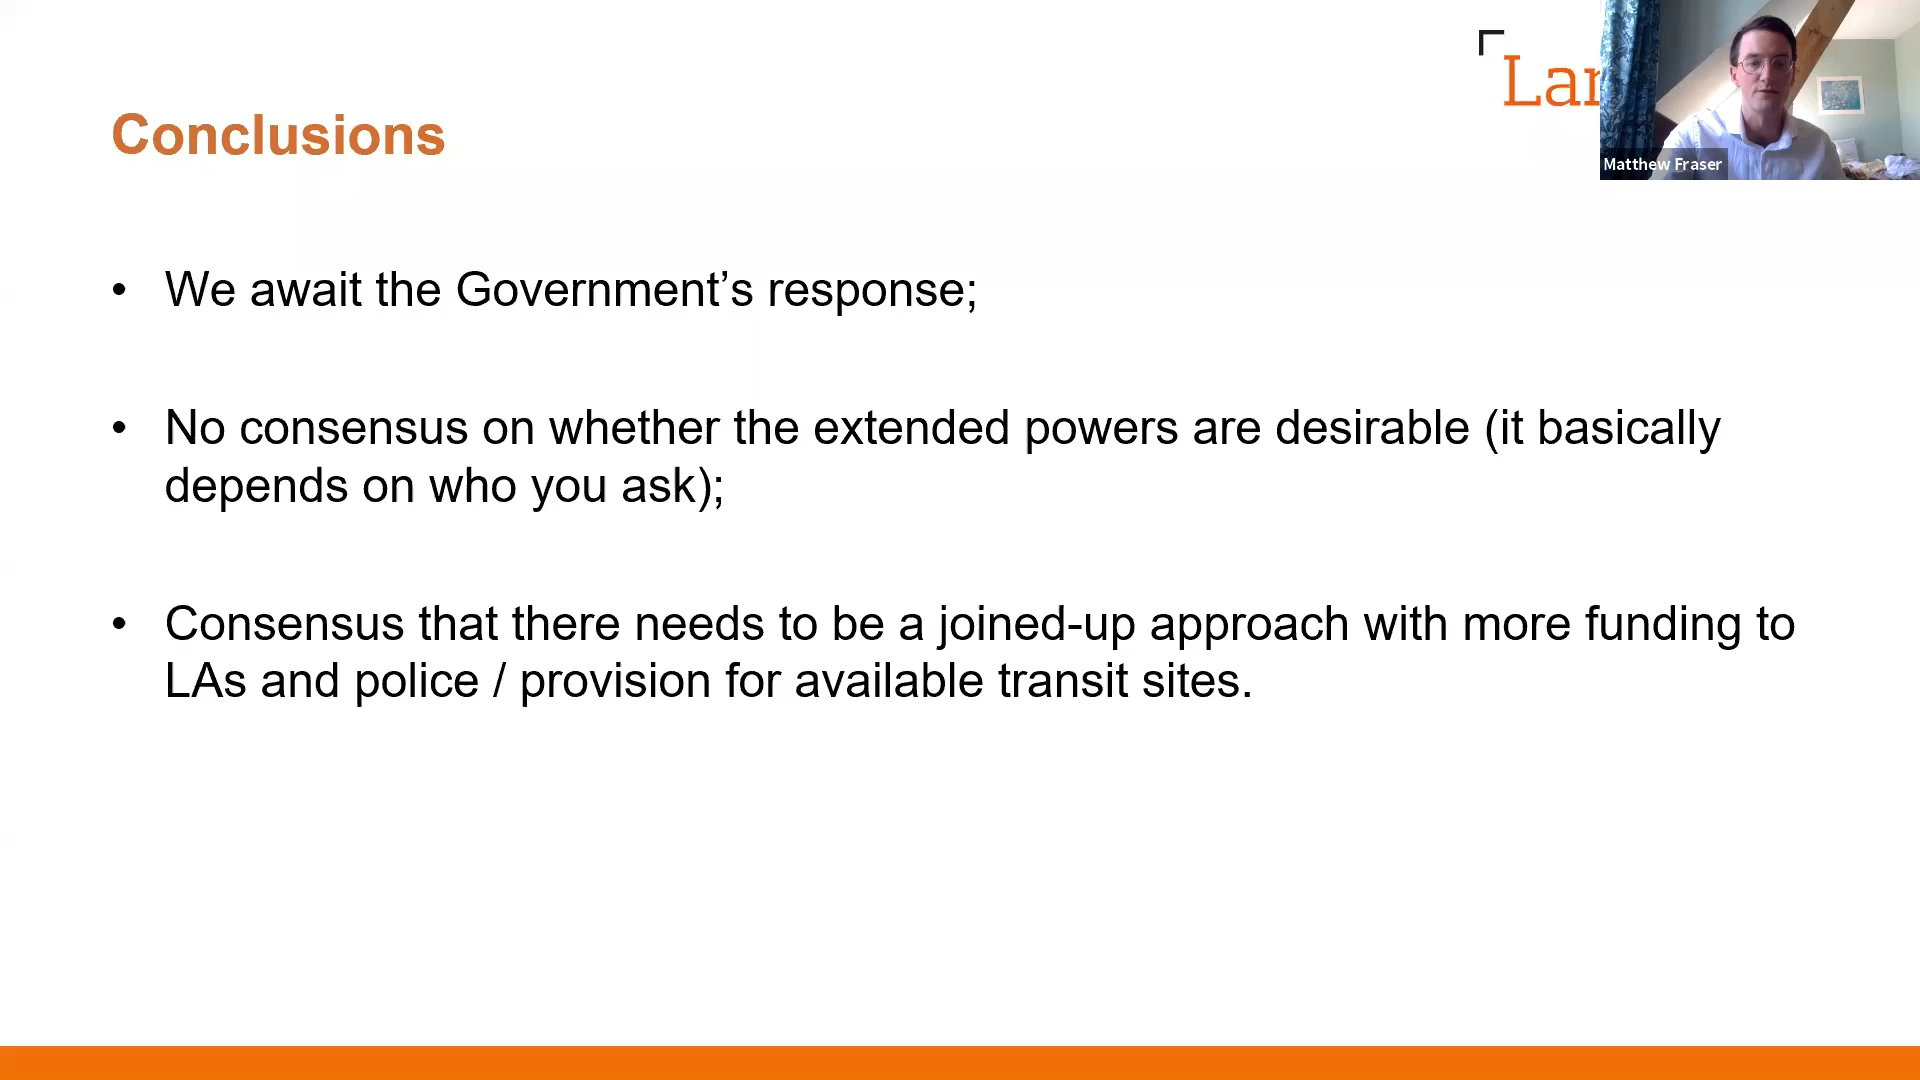 Lar
Matthew Fraser
Conclusions
• We await the Government’s response;
• No consensus on whether the extended powers are desirable (it basically
depends on who you ask);
• Consensus that there needs to be a joined-up approach with more funding to
LAs and police / provision for available transit sites.